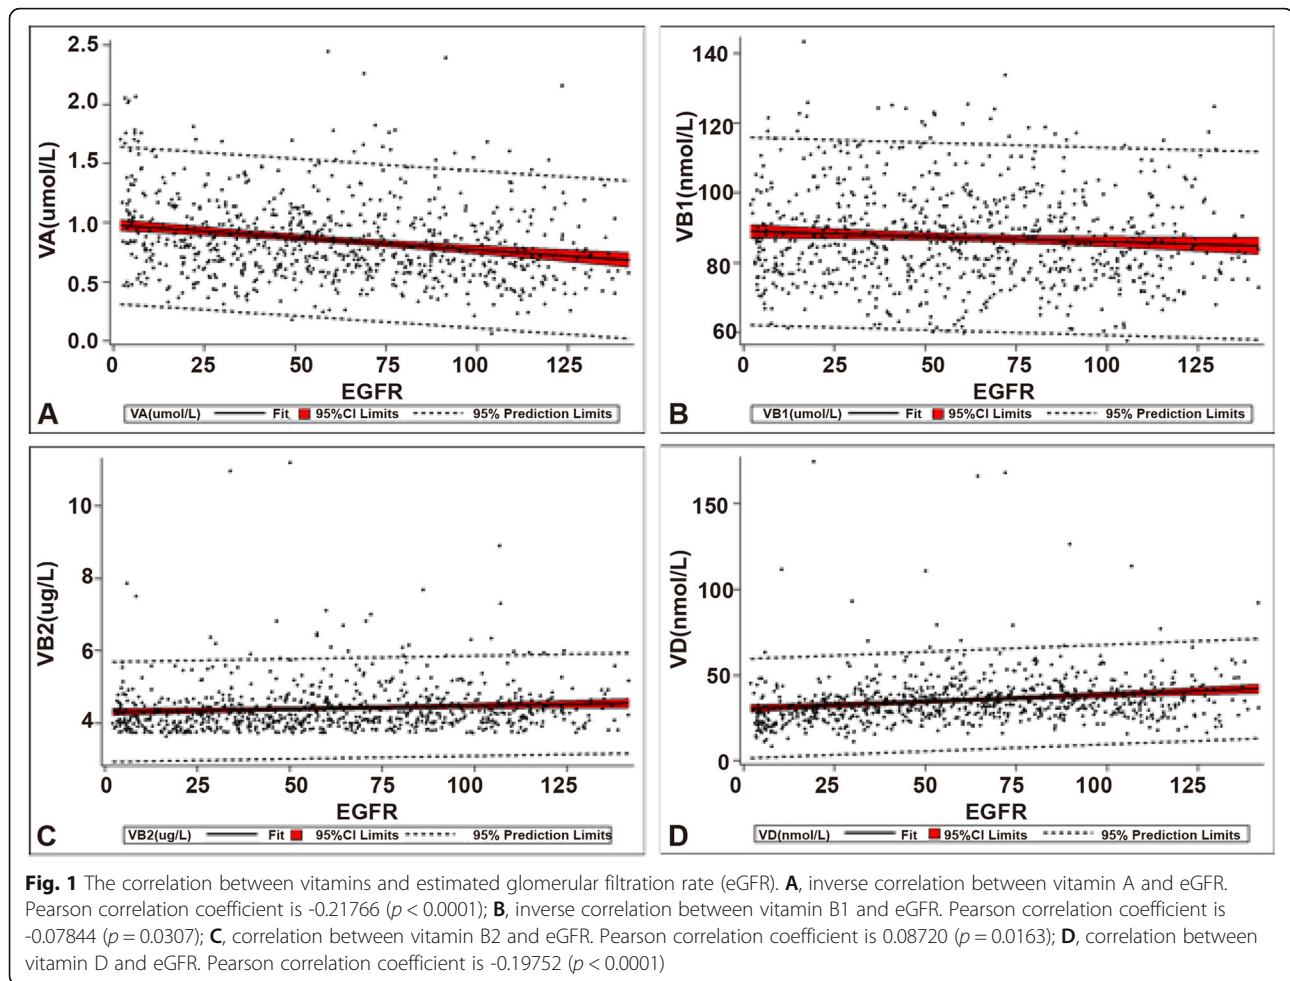 2.5
2.0
1.5
1.0
0.5
0.0
VA(umol/L)
0 25 50 75 100 125
EGFR
A
VA(umol/L) Fit 95%CI Limits 95% Prediction Limits
140
120
100
80
60
VB1(nmol/L)
0 25 50 75 100 125
EGFR
B
VB1(umol/L) Fit 95%CI Limits 95% Prediction Limits
10
8
6
4
VB2(ug/L)
0 25 50 75 100 125
EGFR
C
VB2(ug/L) Fit 95%CI Limits 95% Prediction Limits
150
100
50
0
VD(nmol/L)
0 25 50 75 100 125
EGFR
D
VD(nmol/L) Fit 95%CI Limits 95% Prediction Limits
Fig. 1 The correlation between vitamins and estimated glomerular filtration rate (eGFR). A, inverse correlation between vitamin A and eGFR.
Pearson correlation coefficient is -0.21766 (p < 0.0001); B, inverse correlation between vitamin B1 and eGFR. Pearson correlation coefficient is
-0.07844 (p = 0.0307); C, correlation between vitamin B2 and eGFR. Pearson correlation coefficient is 0.08720 (p = 0.0163); D, correlation between
vitamin D and eGFR. Pearson correlation coefficient is -0.19752 (p < 0.0001)